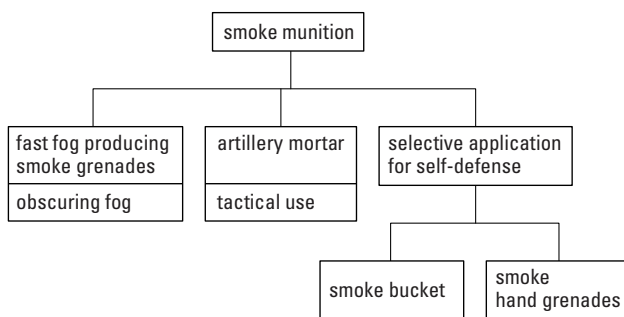 smoke munition
fast fog producing
smoke grenades
obscuring fog
artillery mortar
tactical use
selective application
for self-defense
smoke bucket
smoke
hand grenades